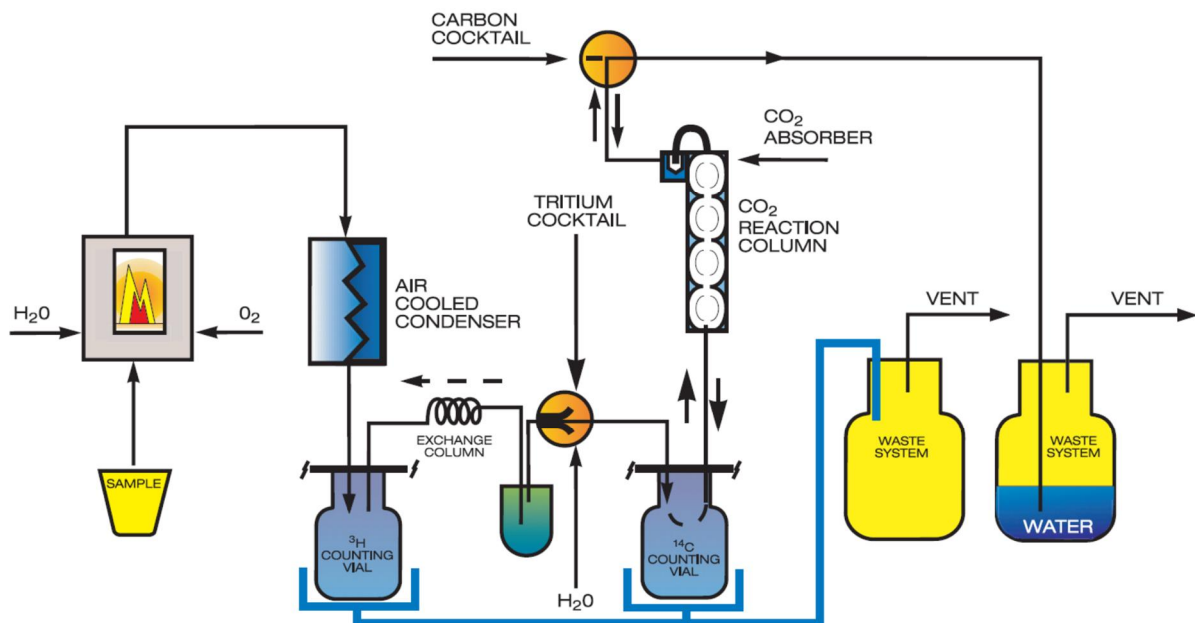 CARBON
COCKTAIL
CO₂
ABSORBER
TRITIUM
COCKTAIL
CO₂
REACTION
COLUMN
AIR
COOLED
CONDENSER
H₂0
0₂
VENT
VENT
EXCHANGE
COLUMN
SAMPLE
WASTE
SYSTEM
WASTE
SYSTEM
WATER
³H
COUNTING
VIAL
¹⁴C
COUNTING
VIAL
H₂0